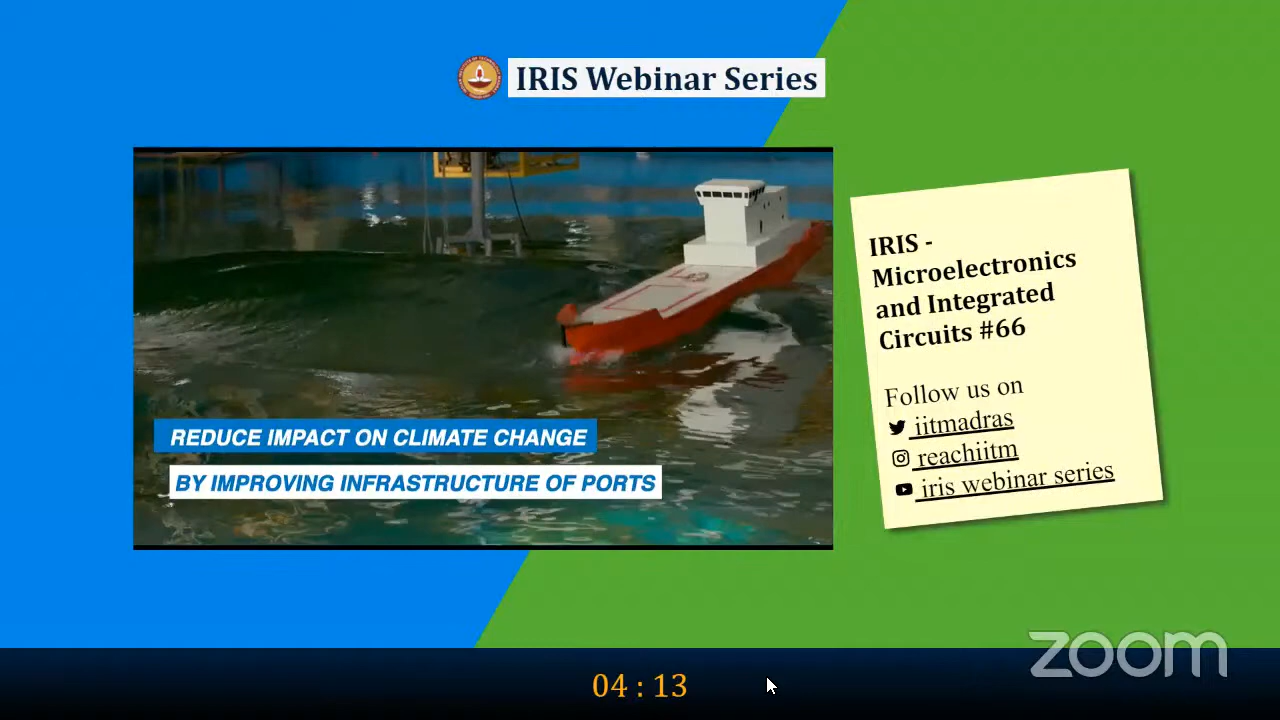 IRIS Webinar Series
REDUCE IMPACT ON CLIMATE CHANGE
BY IMPROVING INFRASTRUCTURE OF PORTS
IRIS -
Microelectronics
and Integrated
Circuits #66
Follow us on
iitmadras
reachiitm
iris webinar series
zoom
04 : 13